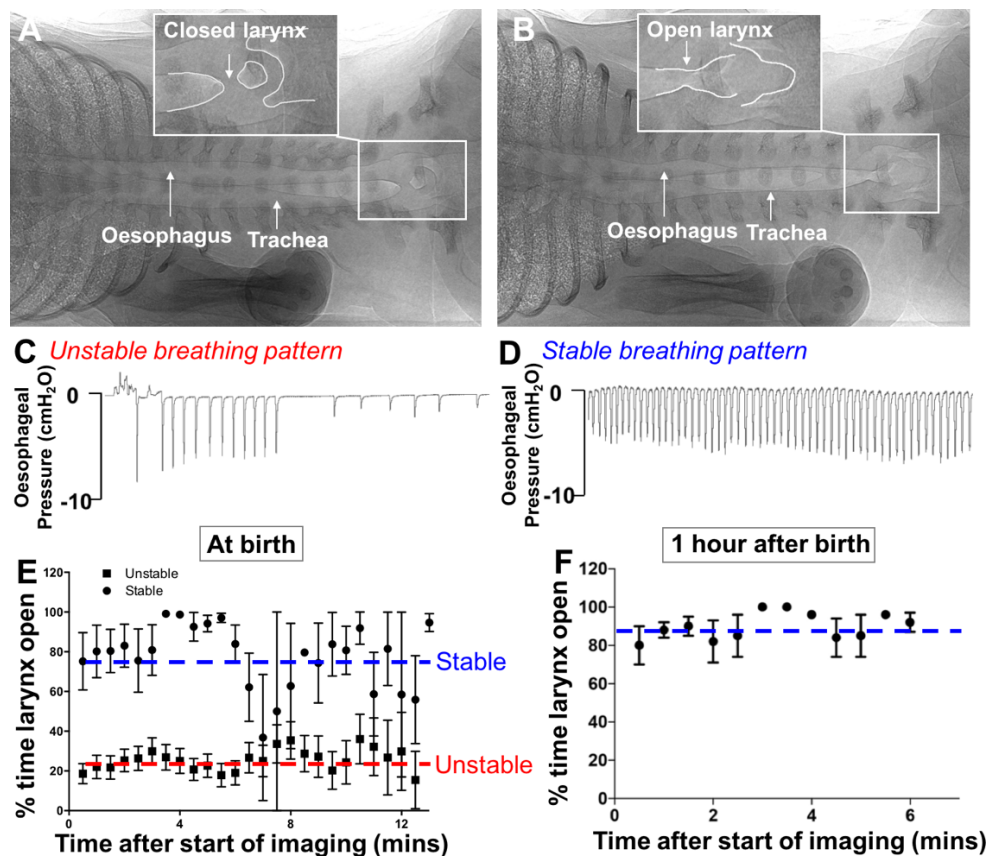 A
Closed larynx
Oesophagus
Trachea
B
Open larynx
Oesophagus
Trachea
C Unstable breathing pattern
Oesophageal
Pressure (cmH2O)
0
-10
D Stable breathing pattern
Oesophageal
Pressure (cmH2O)
0
-10
At birth
E
Unstable
Stable
% time larynx open
120
100
80
60
40
20
0
Stable
Unstable
0 4 8 12
Time after start of imaging (mins)
1 hour after birth
F
% time larynx open
120
100
80
60
40
20
0
0 2 4 6
Time after start of imaging (mins)